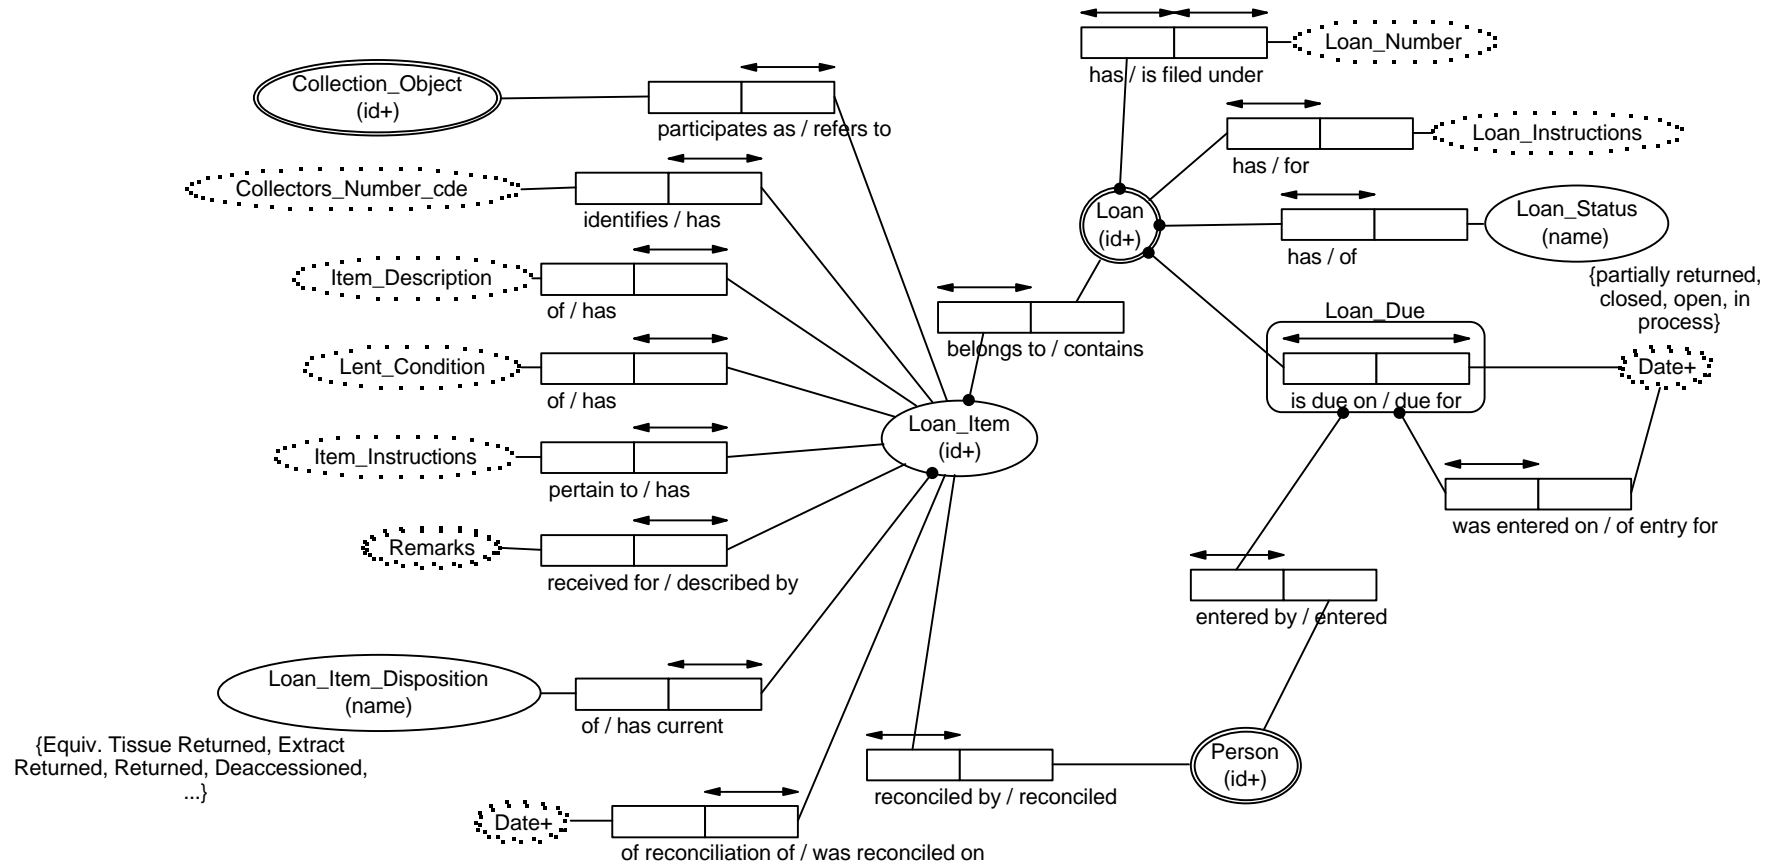 Loan_Number
has / is filed under
Collection_Object
(id+)
participates as / refers to
Loan_Instructions
has / for
Collectors_Number_cde
identifies / has
Loan
(id+)
Loan_Status
(name)
has / of
{partially returned,
closed, open, in
process}
Item_Description
of / has
Loan_Due
belongs to / contains
Lent_Condition
of / has
Date+
is due on / due for
Loan_Item
(id+)
Item_Instructions
pertain to / has
was entered on / of entry for
Remarks
received for / described by
entered by / entered
Loan_Item_Disposition
(name)
of / has current
{Equiv. Tissue Returned, Extract
Returned, Returned, Deaccessioned,
...}
Person
(id+)
reconciled by / reconciled
Date+
of reconciliation of / was reconciled on